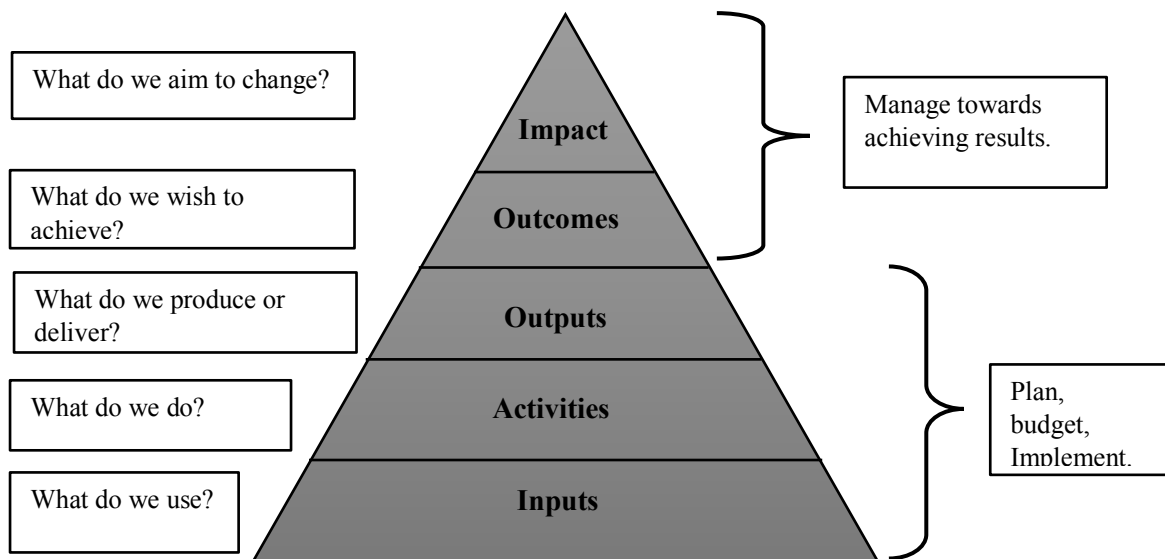 What do we aim to change?
Impact
Manage towards
achieving results.
What do we wish to
achieve?
Outcomes
What do we produce or
deliver?
Outputs
What do we do?
Activities
Plan,
budget,
Implement.
What do we use?
Inputs